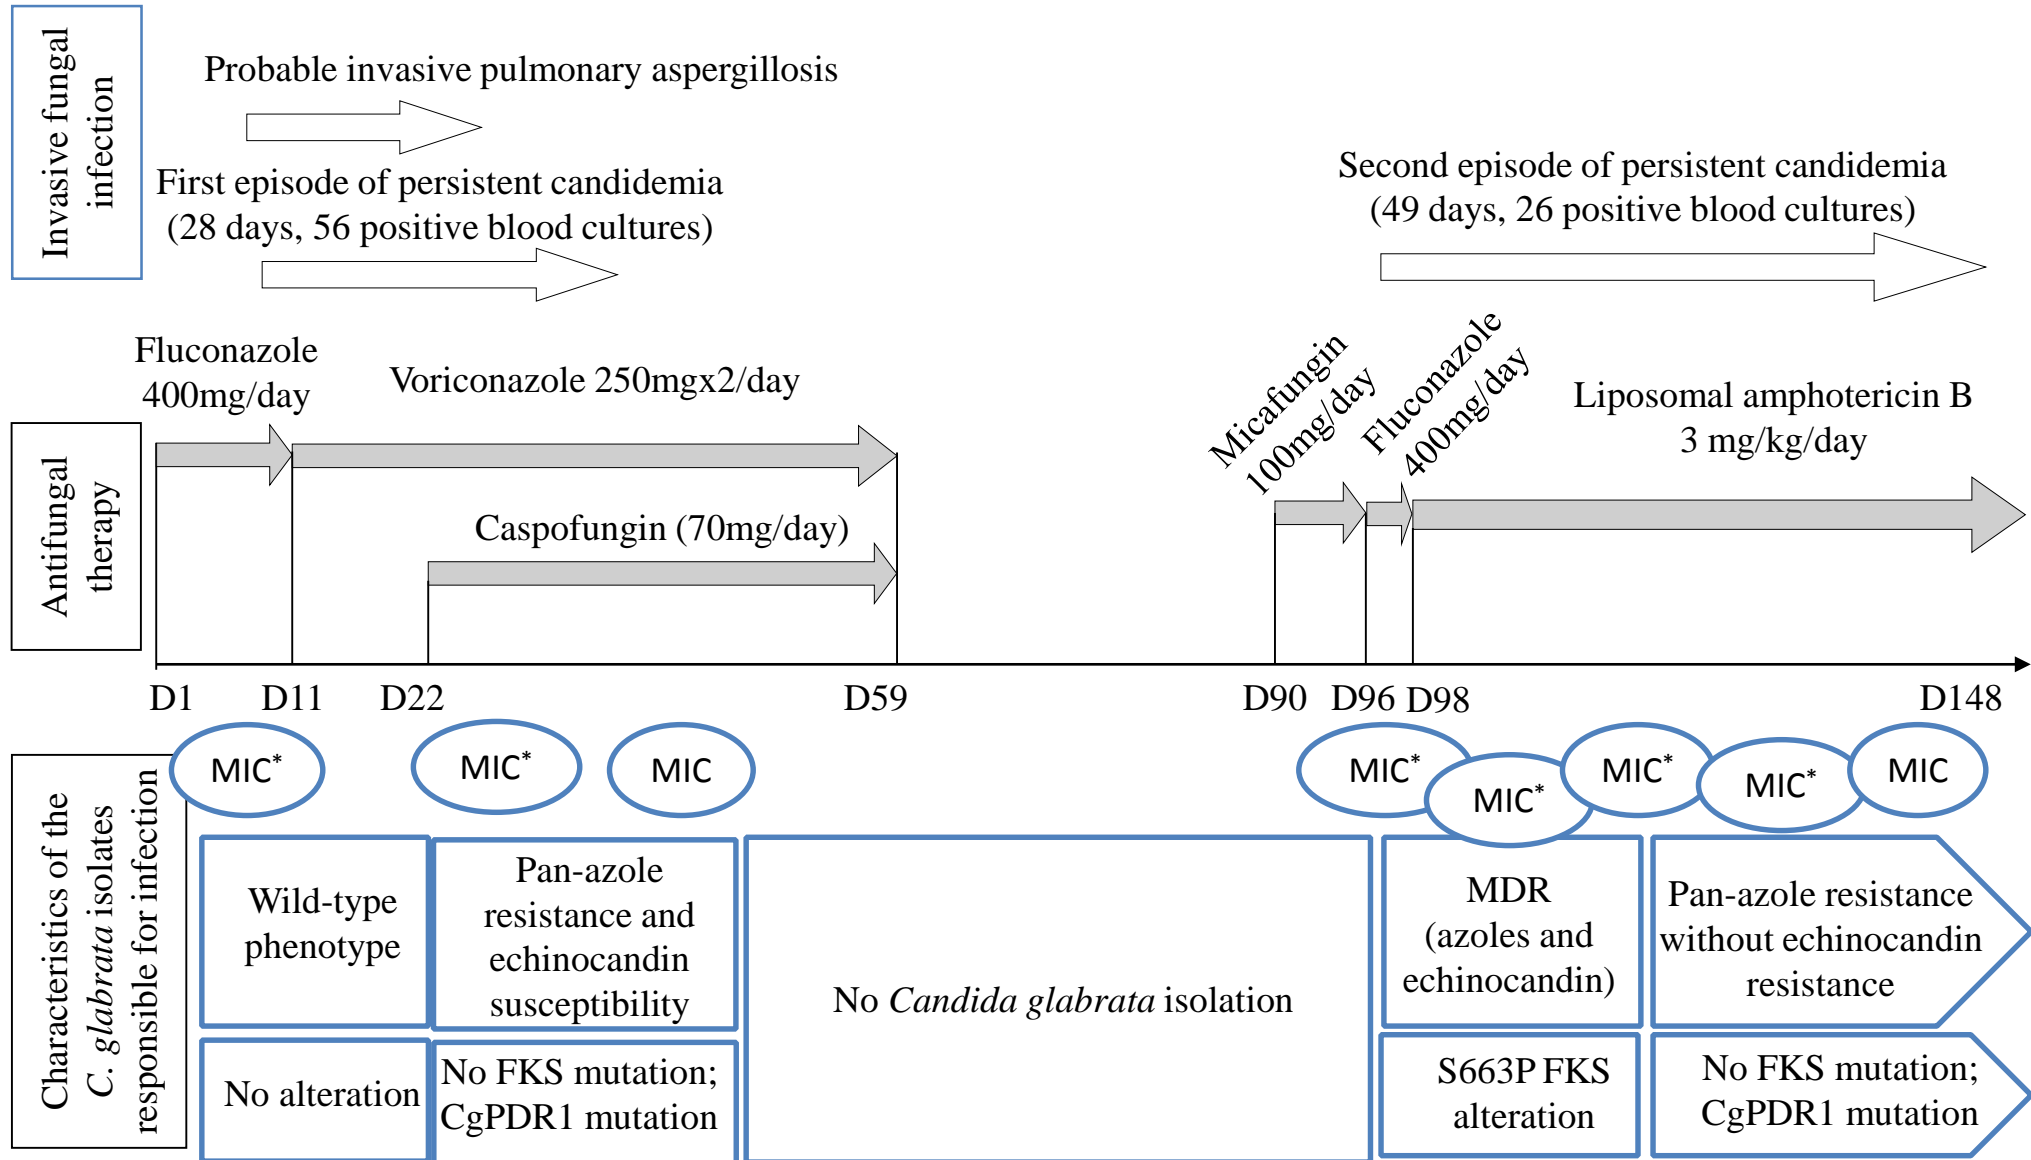 Invasive fungal
infection
Probable invasive pulmonary aspergillosis
First episode of persistent candidemia
(28 days, 56 positive blood cultures)
Second episode of persistent candidemia
(49 days, 26 positive blood cultures)
Antifungal
therapy
Fluconazole
400mg/day
Voriconazole 250mgx2/day
Caspofungin (70mg/day)
Micafungin
100mg/day
Fluconazole
400mg/day
Liposomal amphotericin B
3 mg/kg/day
D1
D11
D22
D59
D90
D96
D98
D148
Characteristics of the
C. glabrata isolates
responsible for infection
MIC*
MIC*
MIC
MIC*
MIC*
MIC*
MIC*
MIC
Wild-type
phenotype
Pan-azole
resistance and
echinocandin
susceptibility
No Candida glabrata isolation
MDR
(azoles and
echinocandin)
Pan-azole resistance
without echinocandin
resistance
No alteration
No FKS mutation;
CgPDR1 mutation
S663P FKS
alteration
No FKS mutation;
CgPDR1 mutation